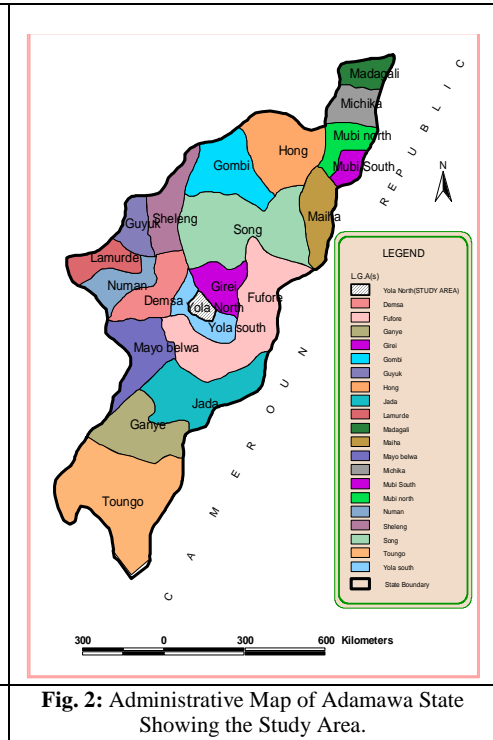 Madagali
Michika
Mubi north
Mubi South
Hong
Gombi
Maiha
Sheleng
Guyuk
Song
Lamurde
Numan
Demsa
Girei
Fufore
Yola North
Yola south
Mayo belwa
Jada
Ganye
Toungo
CAMEROUN
REPUBLIC
N
LEGEND
L.G.A(s)
Yola North(STUDY AREA)
Demsa
Fufore
Ganye
Girei
Gombi
Guyuk
Hong
Jada
Lamurde
Madagali
Maiha
Mayo belwa
Michika
Mubi South
Mubi north
Numan
Sheleng
Song
Toungo
Yola south
State Boundary
300 0 300 600 Kilometers
Fig. 2: Administrative Map of Adamawa State
Showing the Study Area.